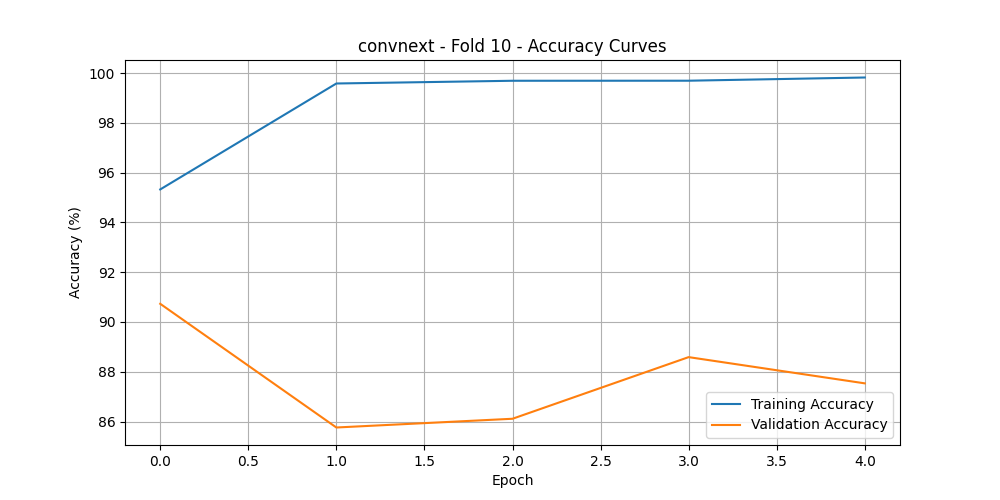 convnext - Fold 10 - Accuracy Curves
Accuracy (%)
100
98
96
94
92
90
88
86
0.0 0.5 1.0 1.5 2.0 2.5 3.0 3.5 4.0
Epoch
Training Accuracy
Validation Accuracy